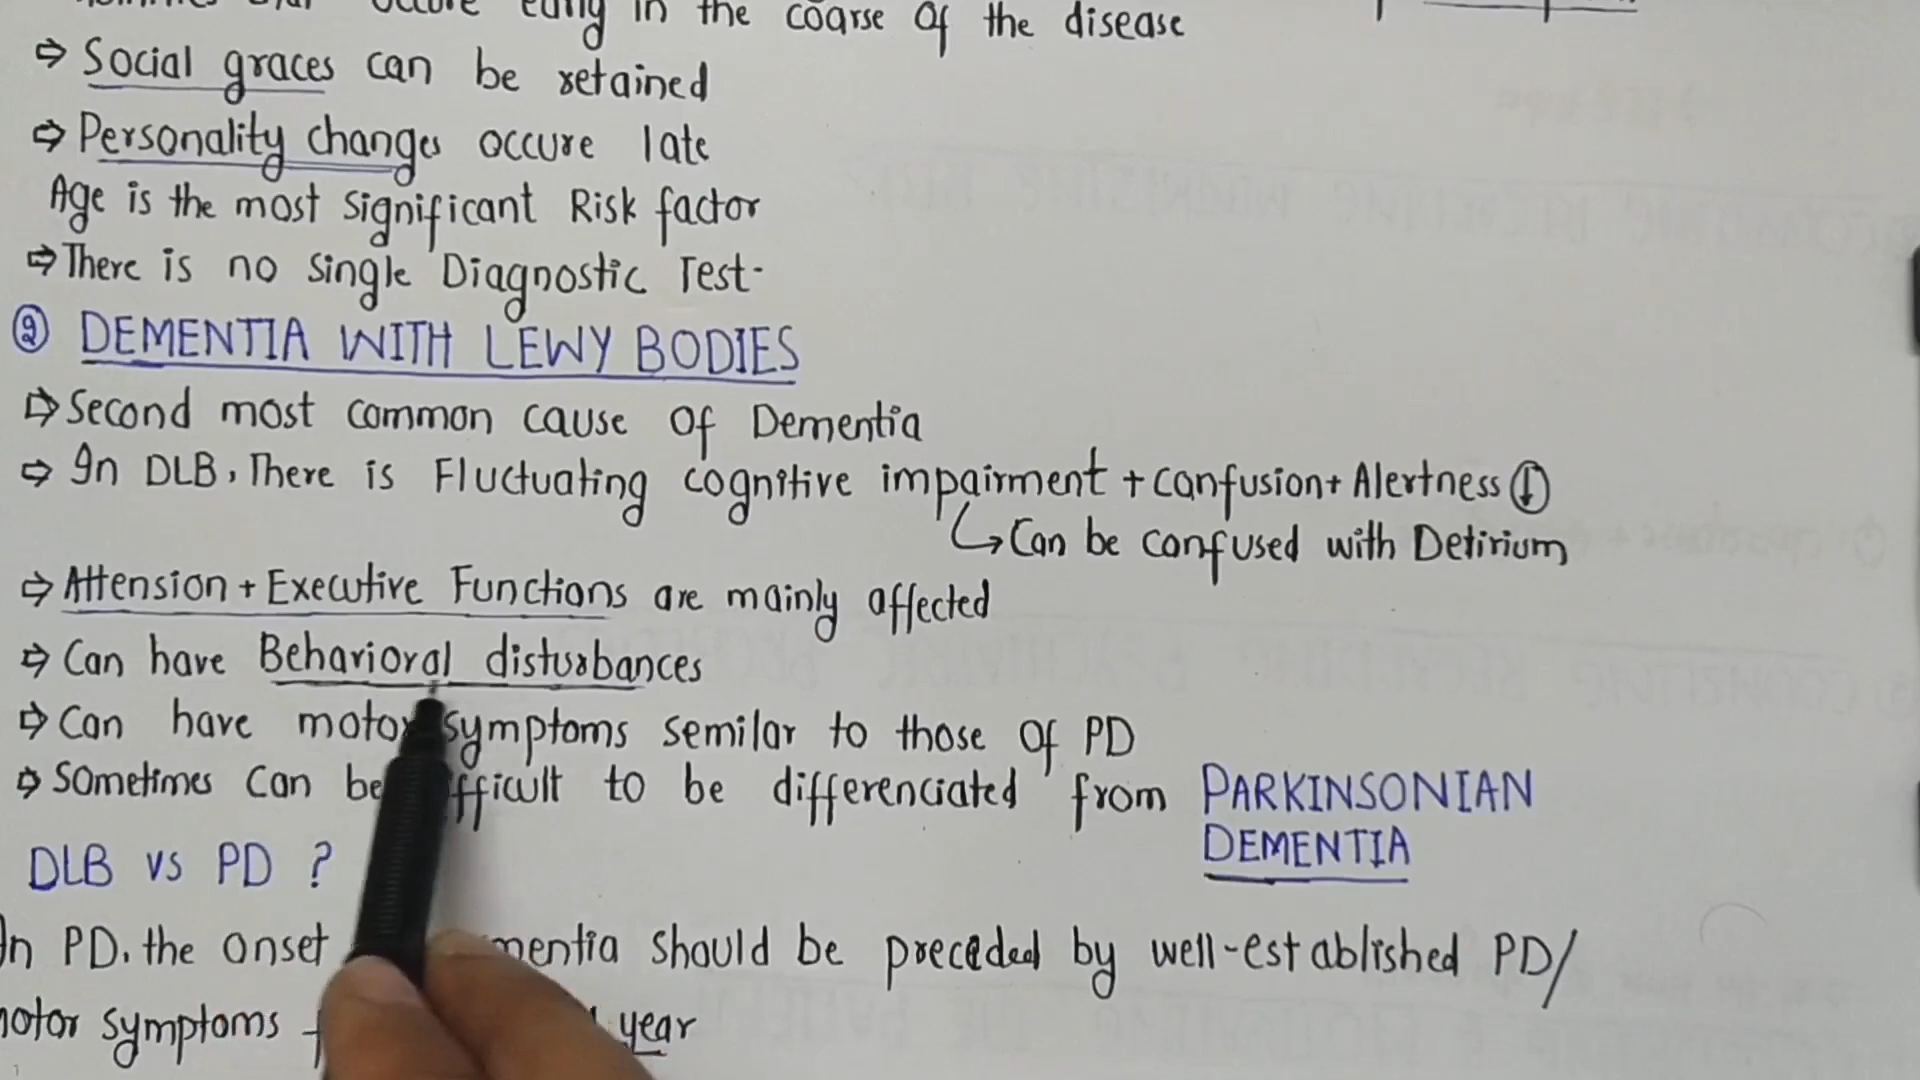 in the coarse of the disease
⇨ Social graces can be retained
⇨ Personality changes occure late
Age is the most significant Risk factor
⇨ There is no single Diagnostic Test-
② DEMENTIA WITH LEWY BODIES
⇨ Second most common cause of Dementia
⇨ In DLB, There is Fluctuating cognitive impairment + confusion + Alertness ↓
↳ Can be confused with Detirium
⇨ Attension + Executive Functions are mainly affected
⇨ Can have Behavioral disturbances
⇨ Can have motor symptoms semilar to those of PD
⇨ Sometimes can be difficult to be differenciated from PARKINSONIAN
DEMENTIA
DLB vs PD ?
In PD, the onset mentia should be preceded by well-established PD/
motor symptoms year